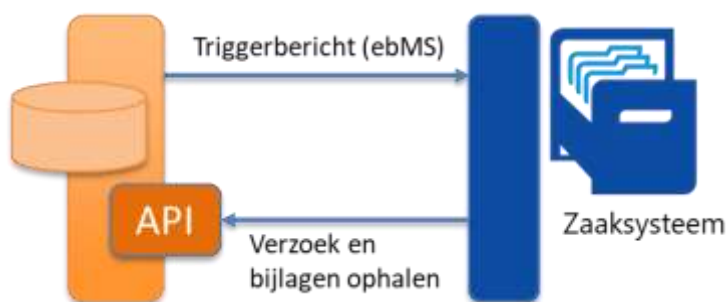 Triggerbericht (ebMS)
API
Verzoek en
bijlagen ophalen
Zaaksysteem